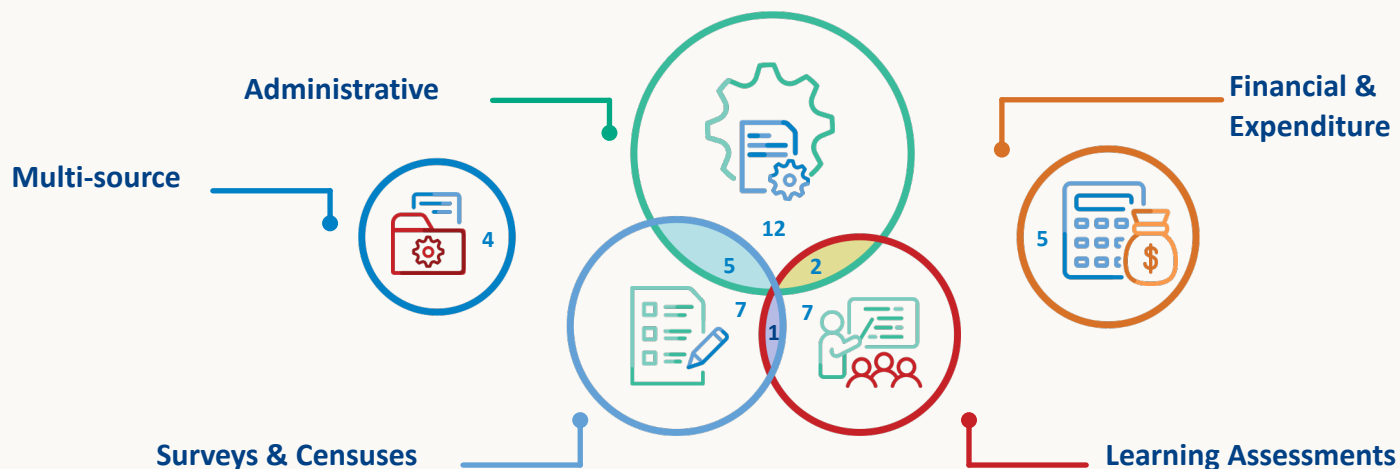 Administrative
Financial &
Expenditure
Multi-source
12
4
5
5
2
7
7
1
$
Surveys & Censuses
Learning Assessments